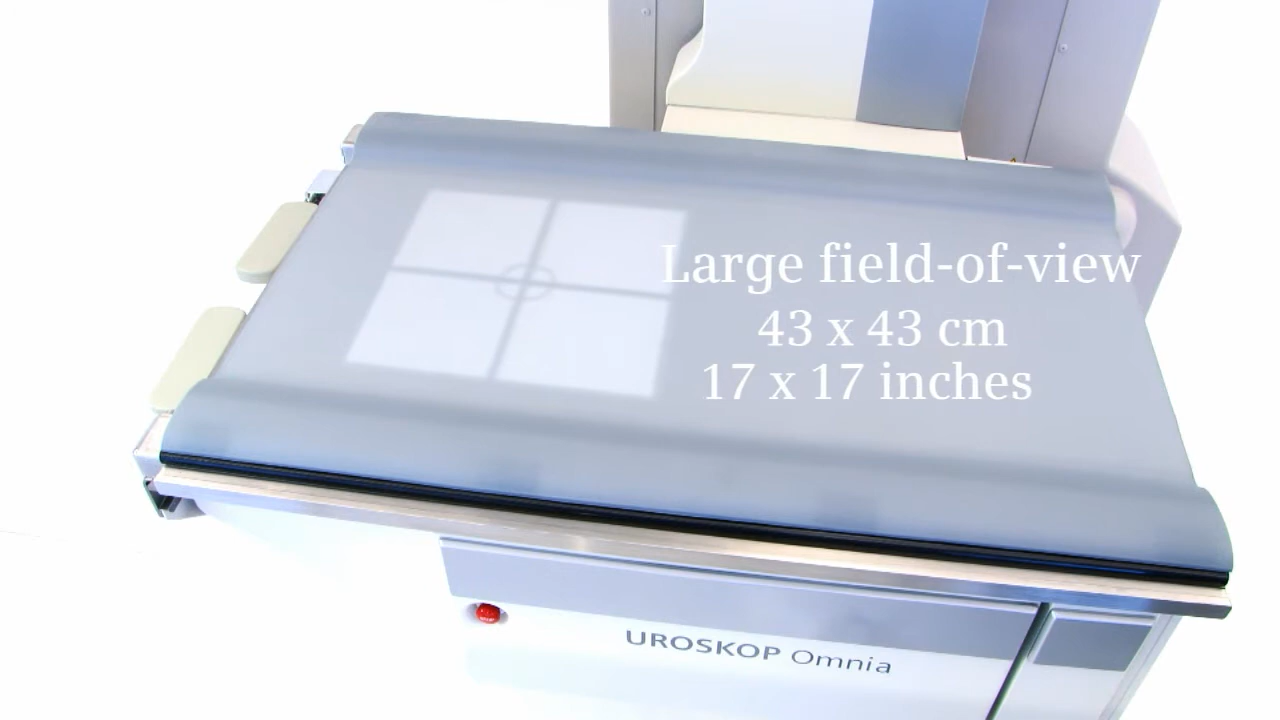 Large field-of-view
43 x 43 cm
17 x 17 inches
UROSKOP Omnia